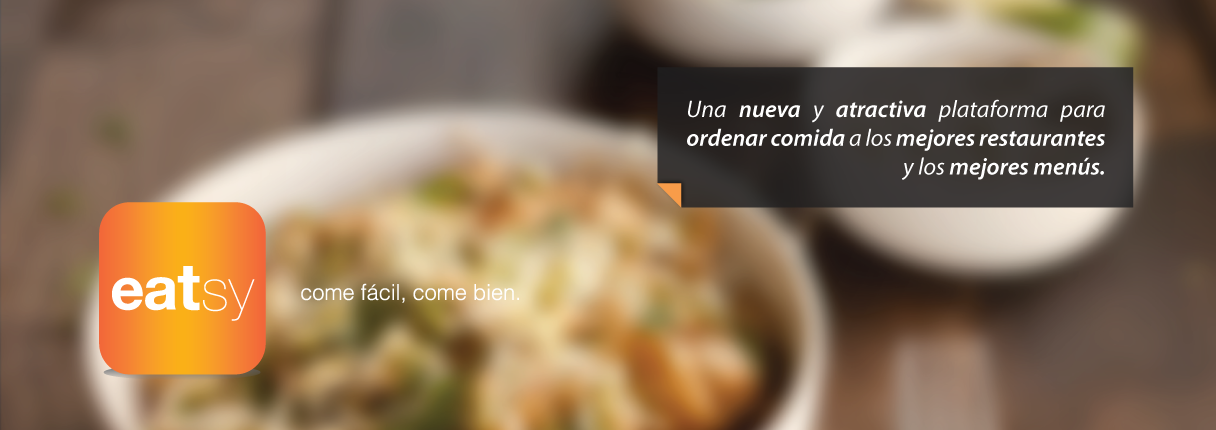 Una nueva y atractiva plataforma para
ordenar comida a los mejores restaurantes
y los mejores menús.
eatsy
come fácil, come bien.